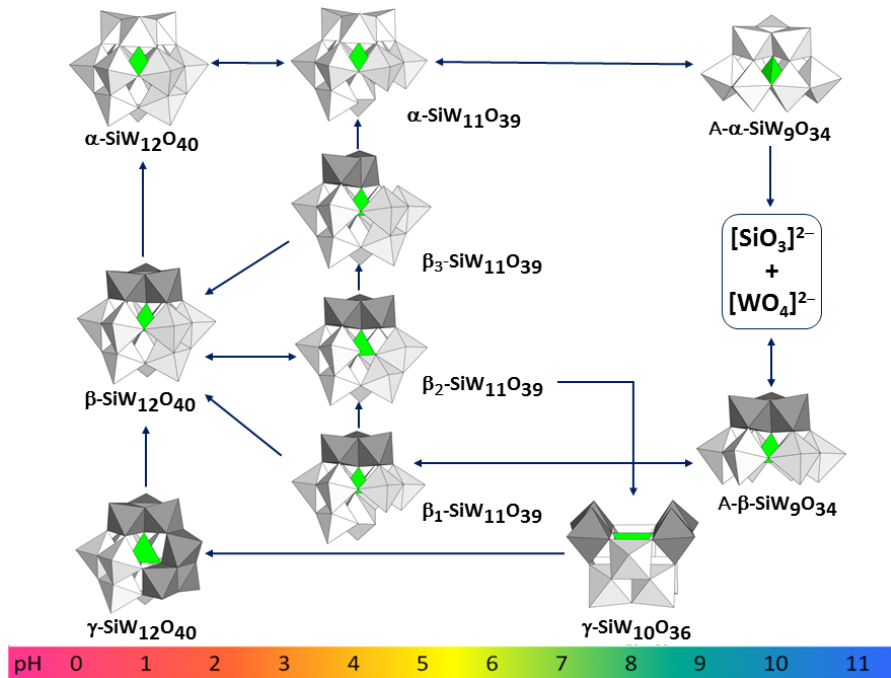 α-SiW₁₂O₄₀
α-SiW₁₁O₃₉
A-α-SiW₉O₃₄
[SiO₃]²⁻
+
[WO₄]²⁻
β₃-SiW₁₁O₃₉
β-SiW₁₂O₄₀
β₂-SiW₁₁O₃₉
A-β-SiW₉O₃₄
β₁-SiW₁₁O₃₉
γ-SiW₁₂O₄₀
γ-SiW₁₀O₃₆
pH 0 1 2 3 4 5 6 7 8 9 10 11